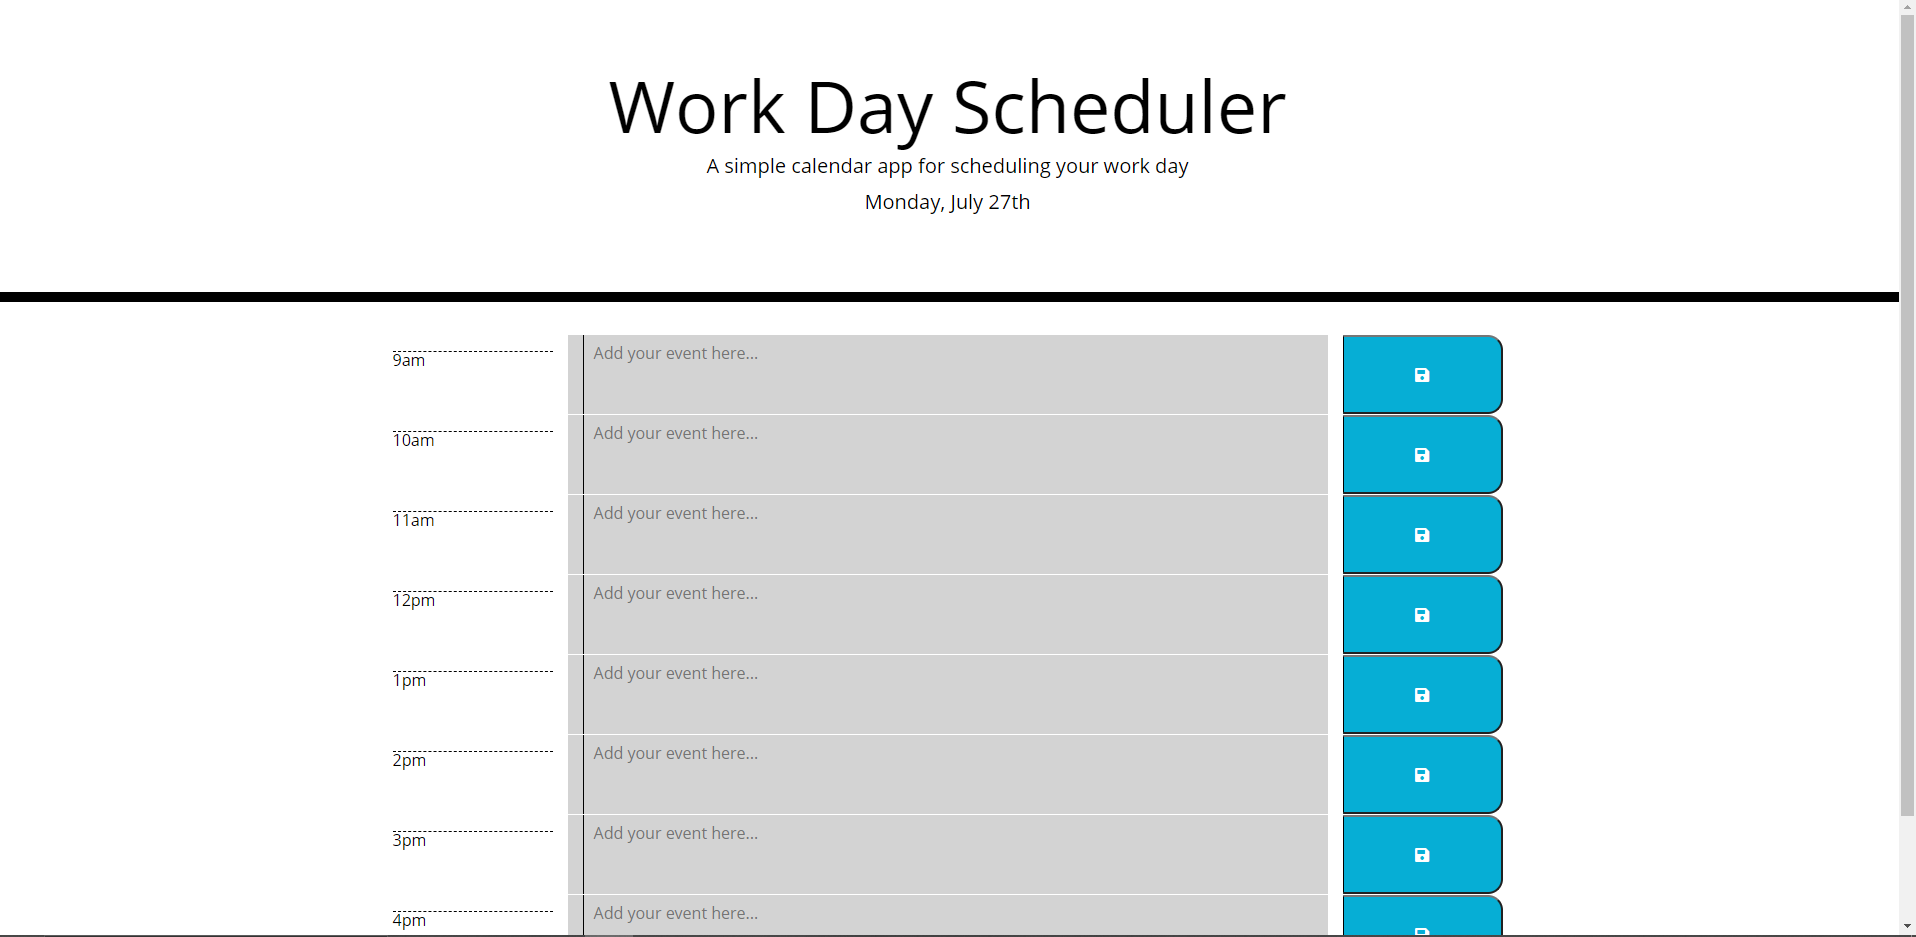 Work Day Scheduler
A simple calendar app for scheduling your work day
Monday, July 27th
9am
Add your event here...
10am
Add your event here...
11am
Add your event here...
12pm
Add your event here...
1pm
Add your event here...
2pm
Add your event here...
3pm
Add your event here...
4pm
Add your event here...